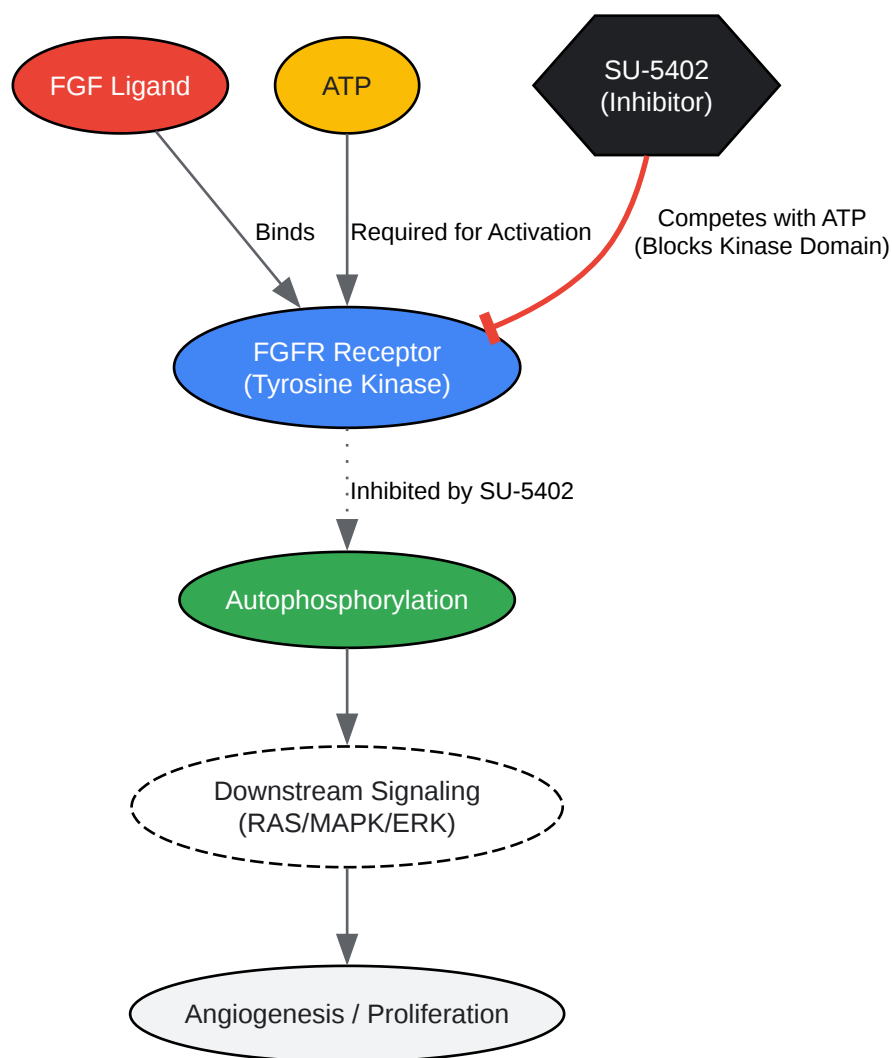 FGF Ligand
ATP
SU-5402
(Inhibitor)
Binds
Required for Activation
Competes with ATP
(Blocks Kinase Domain)
FGFR Receptor
(Tyrosine Kinase)
Inhibited by SU-5402
Autophosphorylation
Downstream Signaling
(RAS/MAPK/ERK)
Angiogenesis / Proliferation